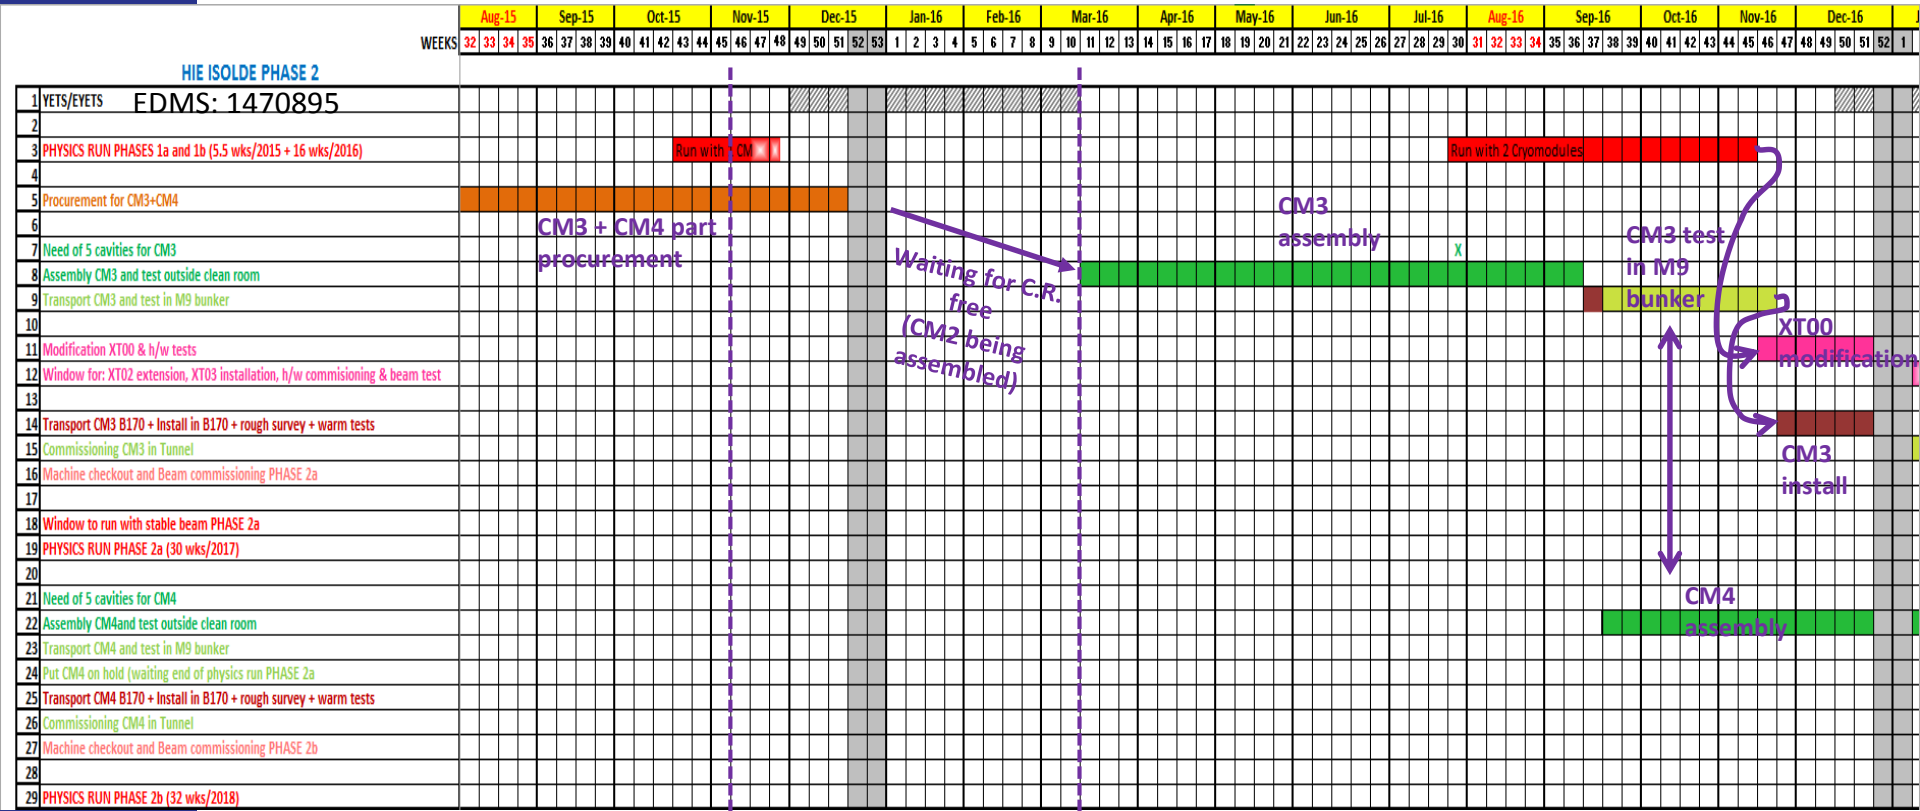 Aug-15 Sep-15 Oct-15 Nov-15 Dec-15 Jan-16 Feb-16 Mar-16 Apr-16 May-16 Jun-16 Jul-16 Aug-16 Sep-16 Oct-16 Nov-16 Dec-16 J
WEEKS 32 33 34 35 36 37 38 39 40 41 42 43 44 45 46 47 48 49 50 51 52 53 1 2 3 4 5 6 7 8 9 10 11 12 13 14 15 16 17 18 19 20 21 22 23 24 25 26 27 28 29 30 31 32 33 34 35 36 37 38 39 40 41 42 43 44 45 46 47 48 49 50 51 52 1
HIE ISOLDE PHASE 2
1 YETS/EYETS EDMS: 1470895
2
3 PHYSICS RUN PHASES 1a and 1b (5.5 wks/2015 + 16 wks/2016) Run with CM Run with 2 Cryomodules
4
5 Procurement for CM3+CM4
CM3 + CM4 part
procurement
CM3
assembly
6
7 Need of 5 cavities for CM3 X
8 Assembly CM3 and test outside clean room
9 Transport CM3 and test in M9 bunker
Waiting for C.R.
free
(CM2 being
assembled)
CM3 test
in M9
bunker
10
XT00
modification
11 Modification XT00 & h/w tests
12 Window for: XT02 extension, XT03 installation, h/w commisioning & beam test
13
14 Transport CM3 B170 + Install in B170 + rough survey + warm tests
15 Commissioning CM3 in Tunnel
CM3
install
16 Machine checkout and Beam commissioning PHASE 2a
17
18 Window to run with stable beam PHASE 2a
19 PHYSICS RUN PHASE 2a (30 wks/2017)
20
21 Need of 5 cavities for CM4
CM4
assembly
22 Assembly CM4and test outside clean room
23 Transport CM4 and test in M9 bunker
24 Put CM4 on hold (waiting end of physics run PHASE 2a
25 Transport CM4 B170 + Install in B170 + rough survey + warm tests
26 Commissioning CM4 in Tunnel
27 Machine checkout and Beam commissioning PHASE 2b
28
29 PHYSICS RUN PHASE 2b (32 wks/2018)